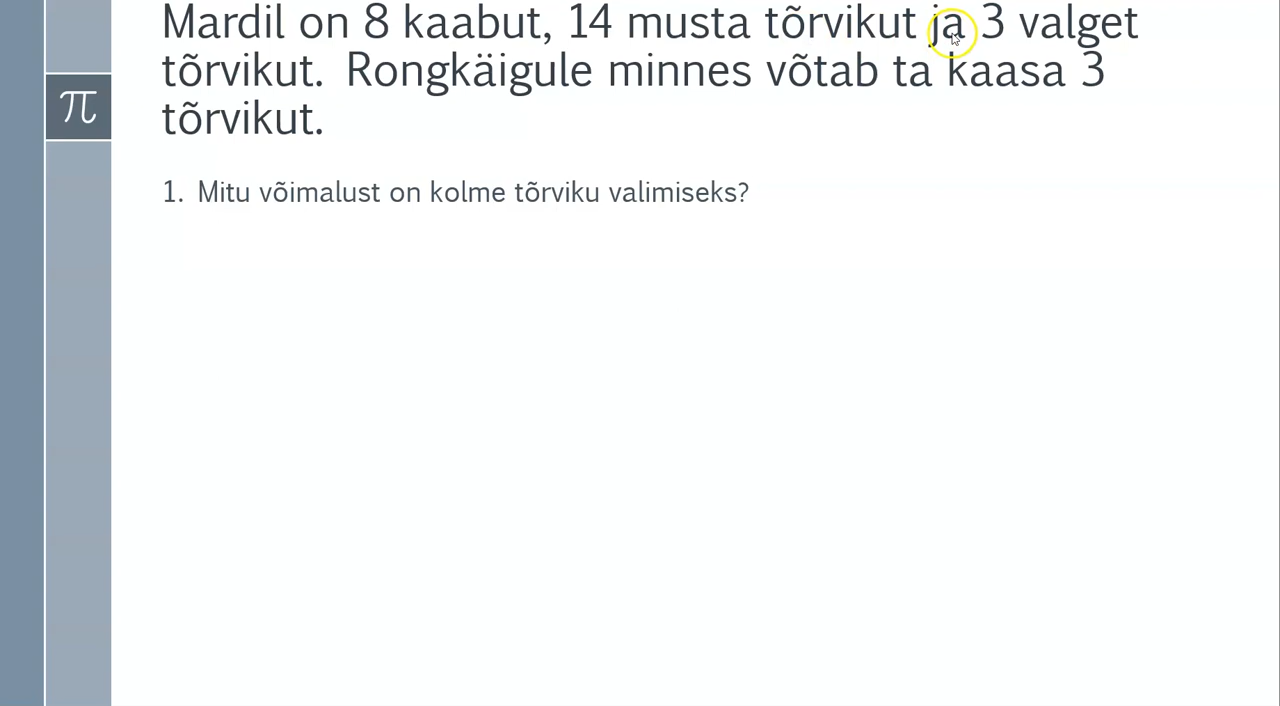 Mardil on 8 kaabut, 14 musta tõrvikut ja 3 valget
tõrvikut. Rongkäigule minnes võtab ta kaasa 3
tõrvikut.
π
1. Mitu võimalust on kolme tõrviku valimiseks?